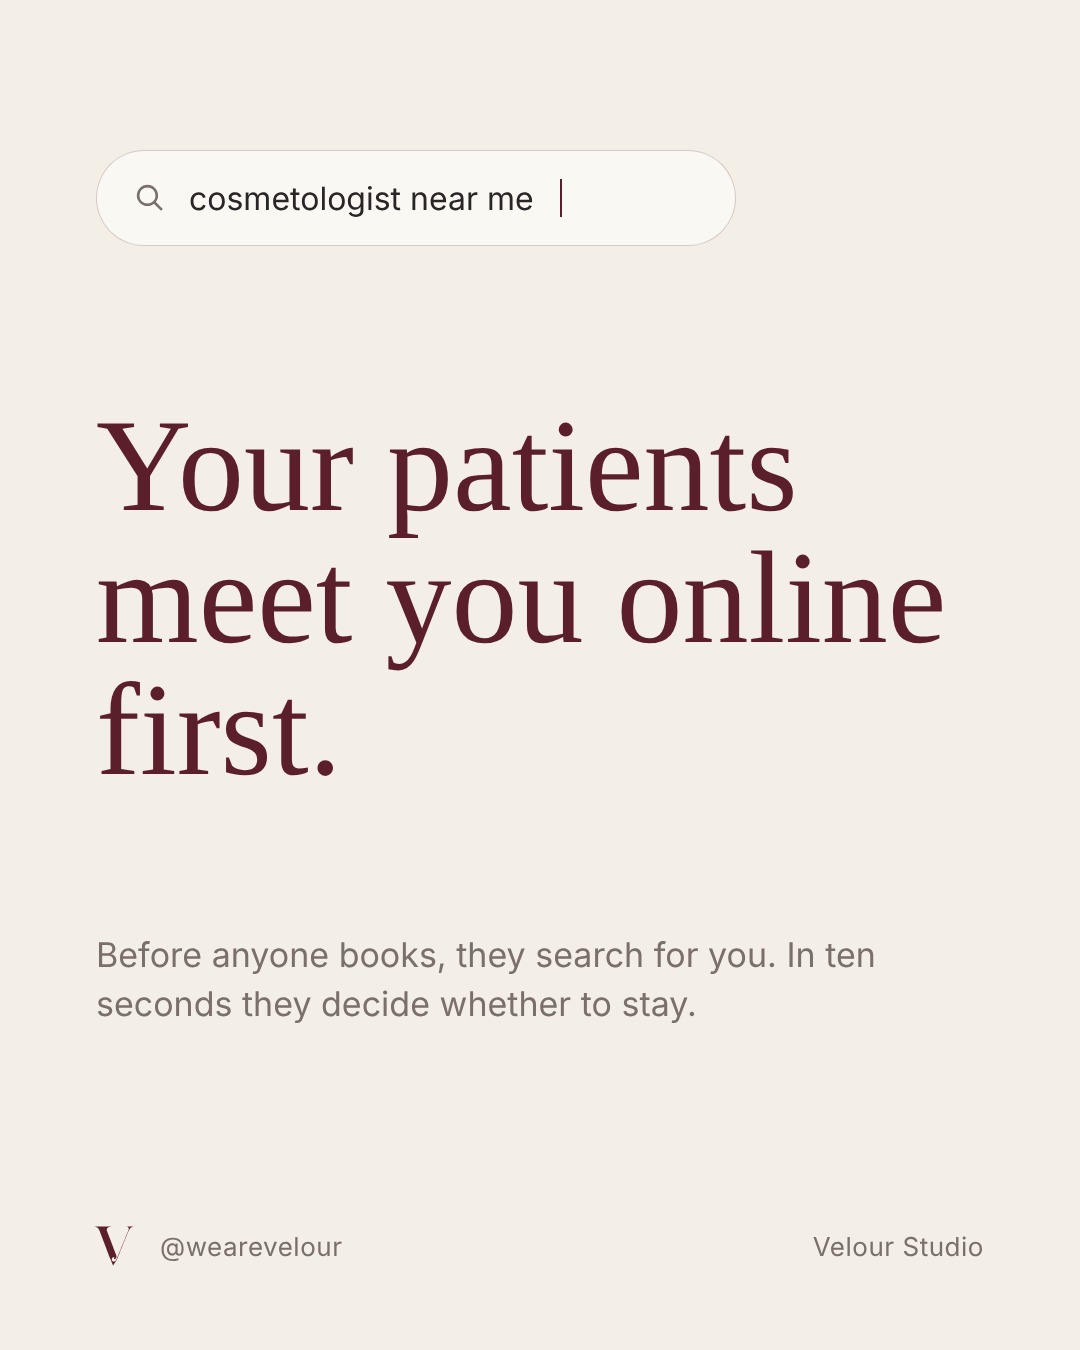 cosmetologist near me
Your patients
meet you online
first.
Before anyone books, they search for you. In ten
seconds they decide whether to stay.
V @wearevelour
Velour Studio